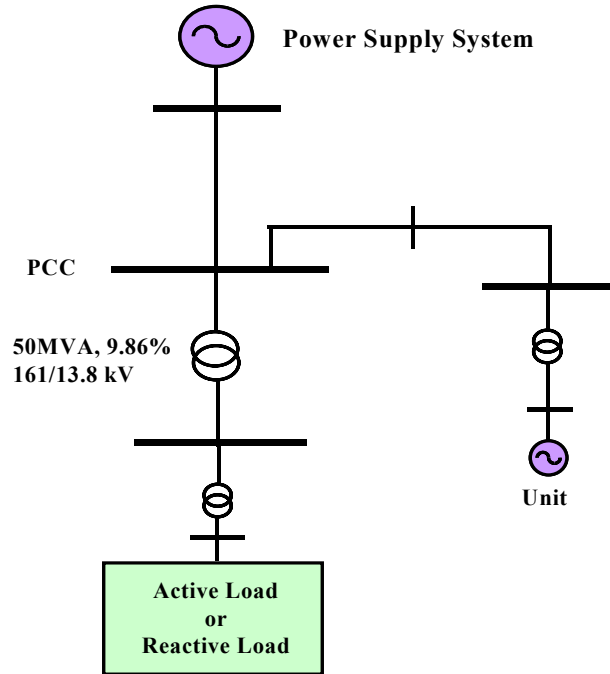 Power Supply System
PCC
50MVA, 9.86%
161/13.8 kV
Unit
Active Load
or
Reactive Load